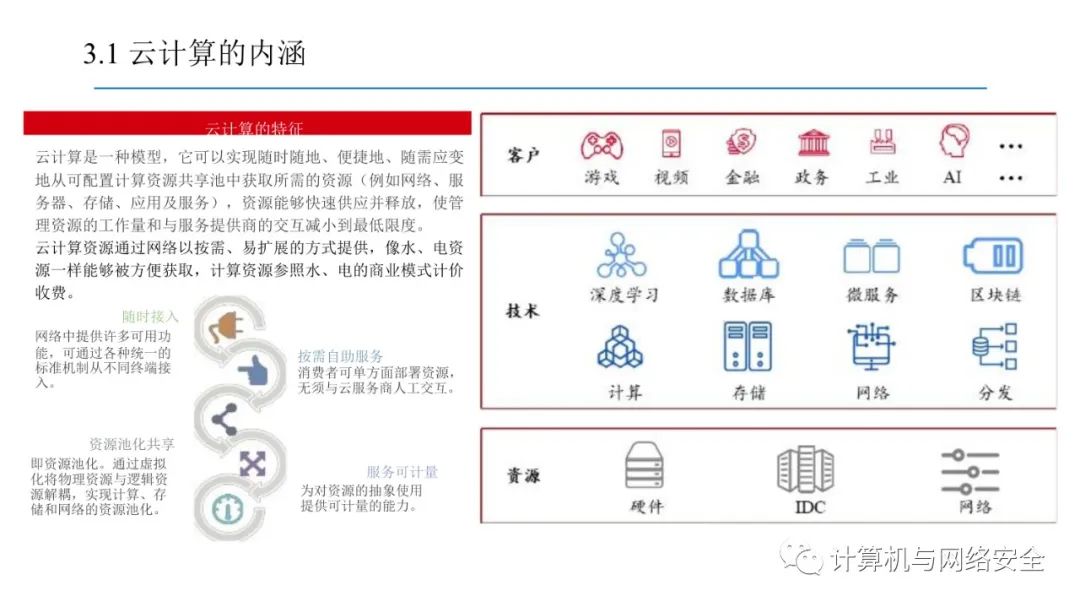 3.1 云计算的内涵
云计算的特征
云计算是一种模型，它可以实现随时随地、便捷地、随需应变
地从可配置计算资源共享池中获取所需的资源（例如网络、服
务器、存储、应用及服务），资源能够快速供应并释放，使管
理资源的工作量和与服务提供商的交互减小到最低限度。
云计算资源通过网络以按需、易扩展的方式提供，像水、电资
源一样能够被方便获取，计算资源参照水、电的商业模式计价
收费。
随时接入
网络中提供许多可用功
能，可通过各种统一的
标准机制从不同终端接
入。
按需自助服务
消费者可单方面部署资源，
无须与云服务商人工交互。
资源池化共享
即资源池化。通过虚拟
化将物理资源与逻辑资
源解耦，实现计算、存
储和网络的资源池化。
服务可计量
为对资源的抽象使用
提供可计量的能力。
客户
游戏 视频 金融 政务 工业 AI ...
...
技术
深度学习 数据库 微服务 区块链
计算 存储 网络 分发
资源
硬件 IDC 网络
计算机与网络安全